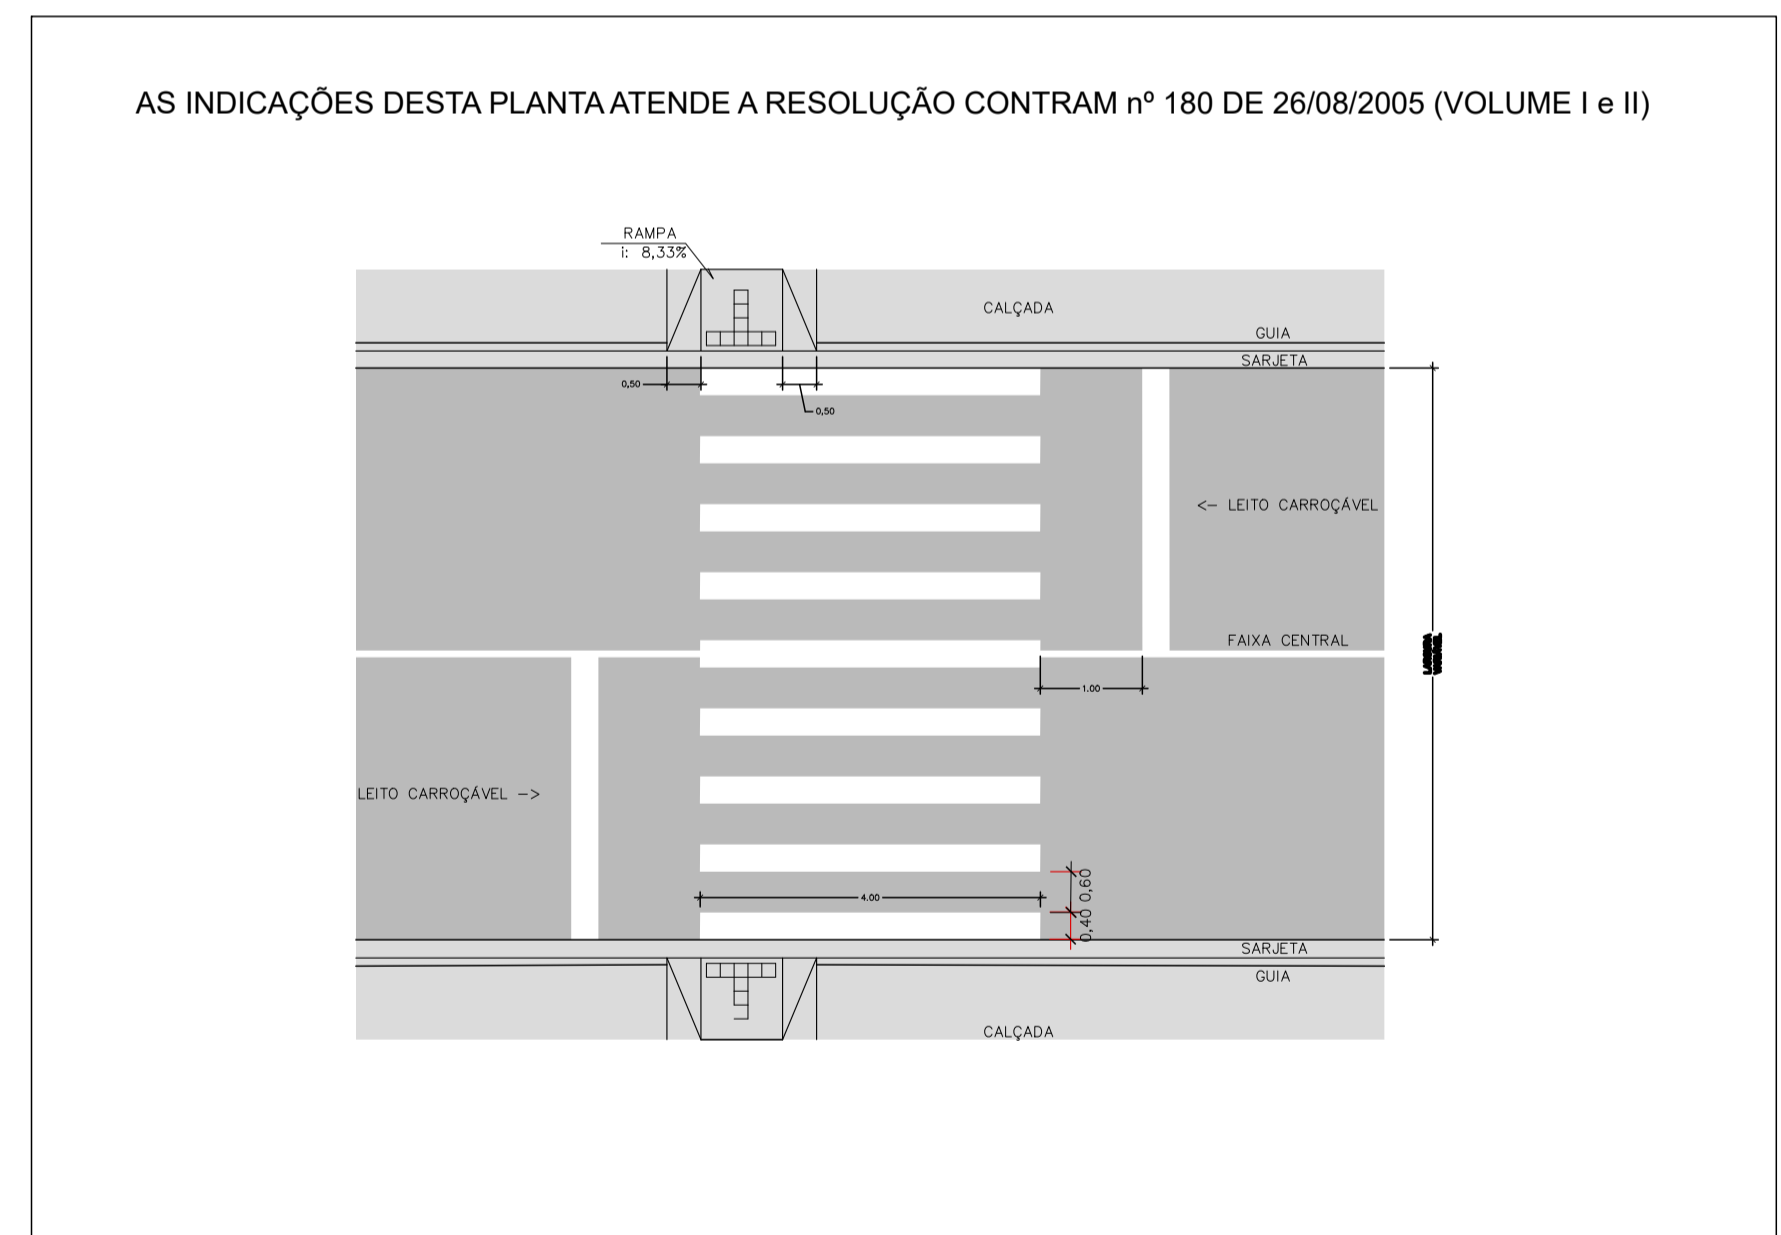 AS INDICAÇÕES DESTA PLANTA ATENDE A RESOLUÇÃO CONTRAM nº 180 DE 26/08/2005 (VOLUME I e II)
RAMPA
i: 8,33%
CALÇADA
GUIA
SARJETA
0,50
0,50
<- LEITO CARROÇÁVEL
FAIXA CENTRAL
1.00
LEITO CARROÇÁVEL ->
0,60
4.00
0,40
SARJETA
GUIA
CALÇADA